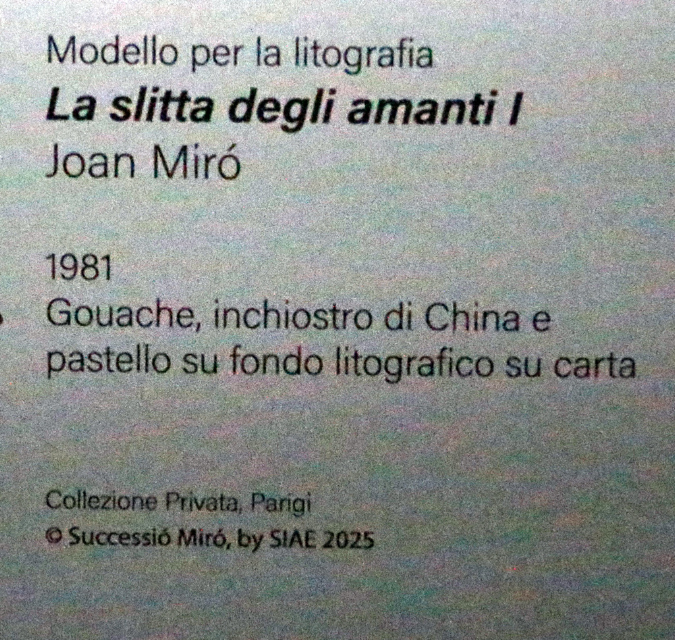 Modello per la litografia
La slitta degli amanti I
Joan Miró
1981
Gouache, inchiostro di China e
pastello su fondo litografico su carta
Collezione Privata, Parigi
© Successió Miró, by SIAE 2025